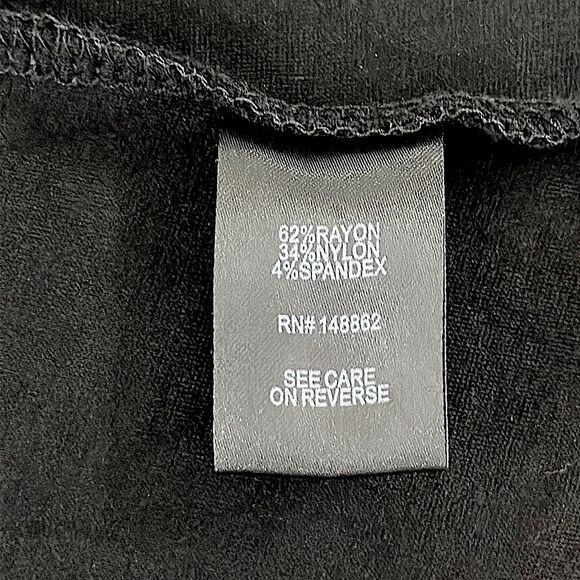 62%RAYON
34%NYLON
4%SPANDEX
RN# 148862
SEE CARE
ON REVERSE